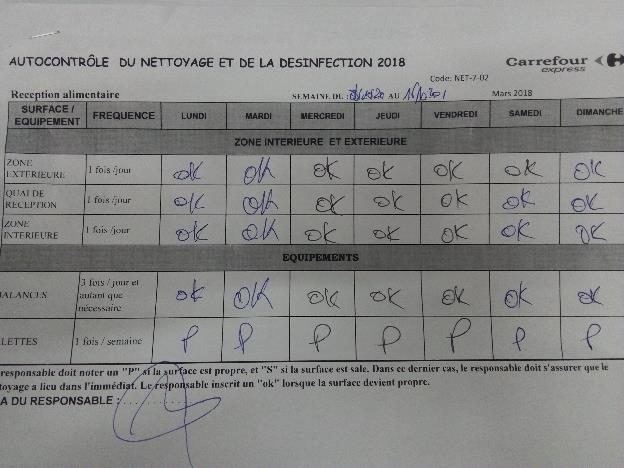 AUTOCONTRÔLE DU NETTOYAGE ET DE LA DESINFECTION 2018
Carrefour express
Code: NET-7-02
Reception alimentaire SEMAINE DU : AU Mars 2018
SURFACE / EQUIPEMENT FREQUENCE LUNDI MARDI MERCREDI JEUDI VENDREDI SAMEDI DIMANCHE
ZONE INTERIEURE ET EXTERIEURE
ZONE EXTERIEURE 1 fois /jour OK OK OK OK OK OK OK
QUAI DE RECEPTION 1 fois /jour OK OK OK OK OK OK OK
ZONE INTERIEURE 1 fois /jour OK OK OK OK OK OK OK
EQUIPEMENTS
BALANCES 3 fois / jour et autant que nécessaire OK OK OK OK OK OK OK
LETTES 1 fois / semaine P P P P P P P
responsable doit noter un "P" si la surface est propre, et "S" si la surface est sale. Dans ce dernier cas, le responsable doit s'assurer que le
toyage a lieu dans l'immédiat. Le responsable inscrit un "ok" lorsque la surface devient propre.
A DU RESPONSABLE :